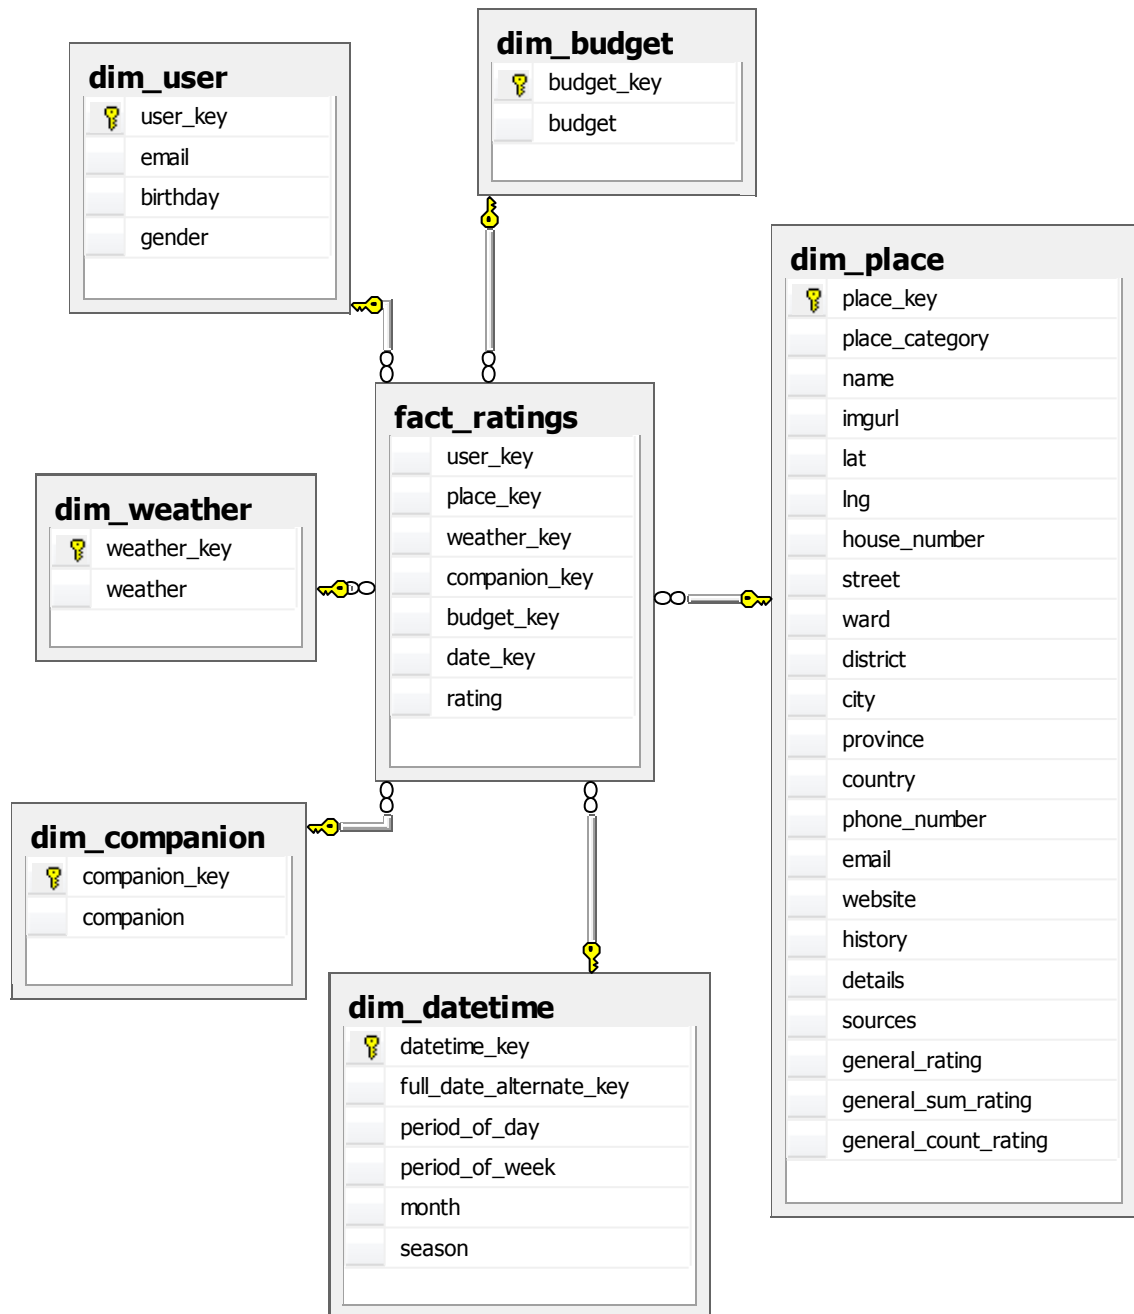 dim_budget
budget_key
budget
dim_user
user_key
email
birthday
gender
dim_place
place_key
place_category
name
imgurl
lat
lng
house_number
street
ward
district
city
province
country
phone_number
email
website
history
details
sources
general_rating
general_sum_rating
general_count_rating
fact_ratings
user_key
place_key
weather_key
companion_key
budget_key
date_key
rating
dim_weather
weather_key
weather
dim_companion
companion_key
companion
dim_datetime
datetime_key
full_date_alternate_key
period_of_day
period_of_week
month
season